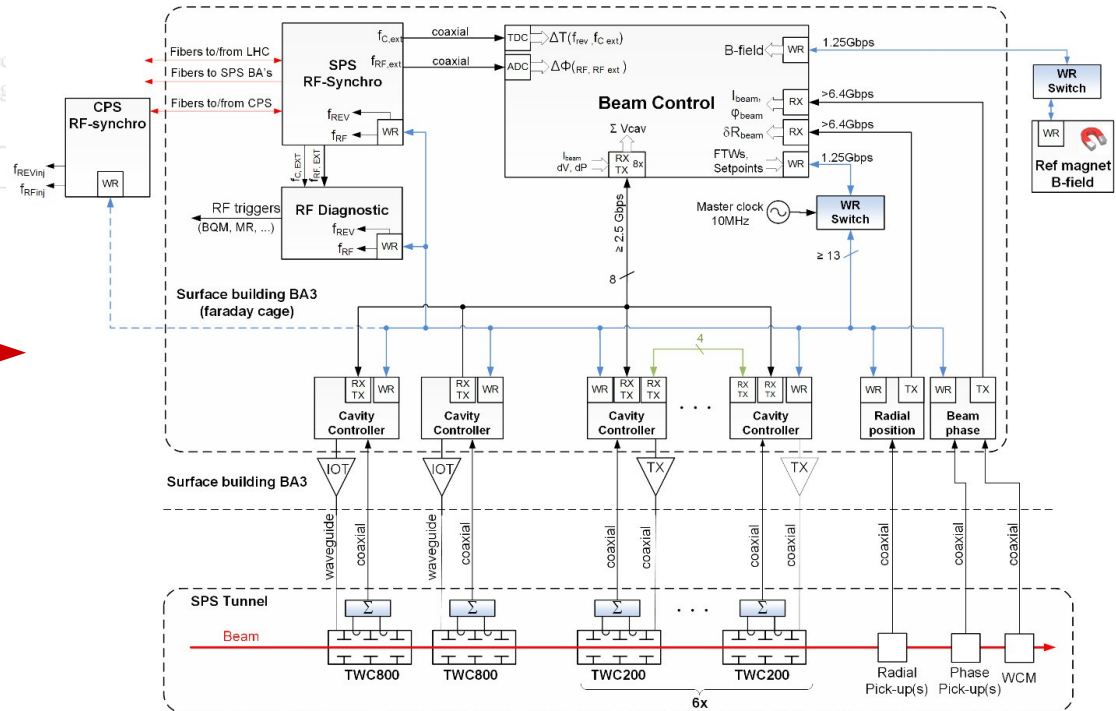 Fibers to/from LHC
Fibers to SPS BA's
Fibers to/from CPS
CPS
RF-synchro
WR
fREVinj
fRFinj
SPS
RF-Synchro
fC,ext
fRF,ext
fREV
fRF
WR
coaxial
coaxial
fC,EXT
fRF,EXT
RF Diagnostic
fREV
fRF
WR
RF triggers
(BQM, MR, ...)
TDC
ΔT(frev ,fC ext)
ADC
ΔΦ(RF, RF ext )
Beam Control
B-field
WR
1.25Gbps
Ibeam,
φbeam
RX
>6.4Gbps
δRbeam
RX
>6.4Gbps
FTWs,
Setpoints
WR
1.25Gbps
Σ Vcav
Ibeam
dV, dP
RX
TX
8x
WR
Switch
WR
Ref magnet
B-field
Master clock
10MHz
WR
Switch
≥ 2.5 Gbps
8
≥ 13
Surface building BA3
(faraday cage)
4
RX
TX
WR
Cavity
Controller
RX
TX
WR
Cavity
Controller
WR
RX
TX
RX
TX
Cavity
Controller
. . .
RX
TX
RX
TX
WR
Cavity
Controller
WR
TX
Radial
position
WR
TX
Beam
phase
IOT
IOT
TX
TX
Surface building BA3
waveguide
coaxial
waveguide
coaxial
coaxial
coaxial
coaxial
coaxial
coaxial
coaxial
coaxial
SPS Tunnel
Σ
Σ
Σ
. . .
Σ
Beam
TWC800
TWC800
TWC200
TWC200
6x
Radial
Pick-up(s)
Phase
Pick-up(s)
WCM